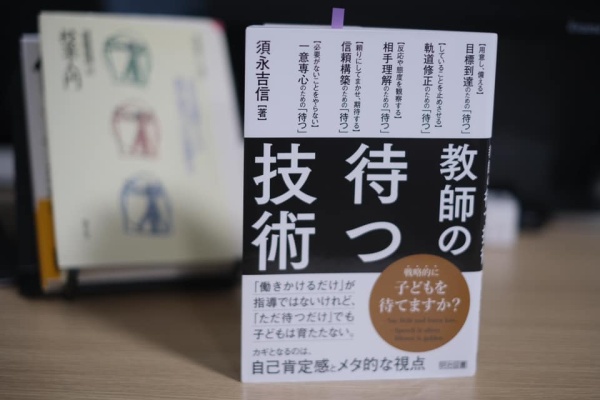 【用意し、備える】
目標到達のための「待つ」
【していることを止めさせる】
軌道修正のための「待つ」
【反応や態度を観察する】
相手理解のための「待つ」
【頼りにしてまかせ、期待する】
信頼構築のための「待つ」
【必要がないことをやらない】
一意専心のための「待つ」
須永吉信【著】
教師の
待つ
技術
戦略的に
子どもを
待てますか?
「働きかけるだけ」が
指導ではないけれど、
「ただ待つだけ」でも
子どもは育たない。
カギとなるのは、
自己肯定感とメタ的な視点
明治図書